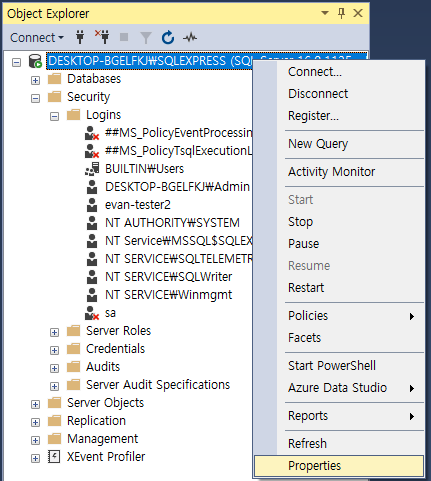 Object Explorer
Connect
DESKTOP-BGELFKJ₩SQLEXPRESS (SQL Server 16.0.1135
Databases
Security
Logins
##MS_PolicyEventProcessin
##MS_PolicyTsqlExecutionL
BUILTIN₩Users
DESKTOP-BGELFKJ₩Admin
evan-tester2
NT AUTHORITY₩SYSTEM
NT Service₩MSSQL$SQLEX
NT SERVICE₩SQLTELEMETR
NT SERVICE₩SQLWriter
NT SERVICE₩Winmgmt
sa
Server Roles
Credentials
Audits
Server Audit Specifications
Server Objects
Replication
Management
XEvent Profiler
Connect...
Disconnect
Register...
New Query
Activity Monitor
Start
Stop
Pause
Resume
Restart
Policies
Facets
Start PowerShell
Azure Data Studio
Reports
Refresh
Properties